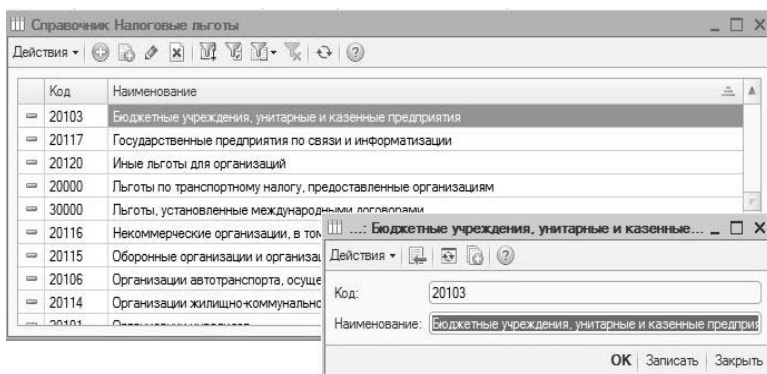 Справочник Налоговые льготы
Действия
Код Наименование
20103 Бюджетные учреждения, унитарные и казенные предприятия
20117 Государственные предприятия по связи и информатизации
20120 Иные льготы для организаций
20000 Льготы по транспортному налогу, предоставленные организациям
30000 Льготы, установленные международными договорами
20116 Некоммерческие организации, в том
20115 Оборонные организации и организа
20106 Организации автотранспорта, осуще
20114 Организации жилищно-коммунально
20101
...: Бюджетные учреждения, унитарные и казенные...
Действия
Код: 20103
Наименование: Бюджетные учреждения, унитарные и казенные предприя
OK Записать Закрыть